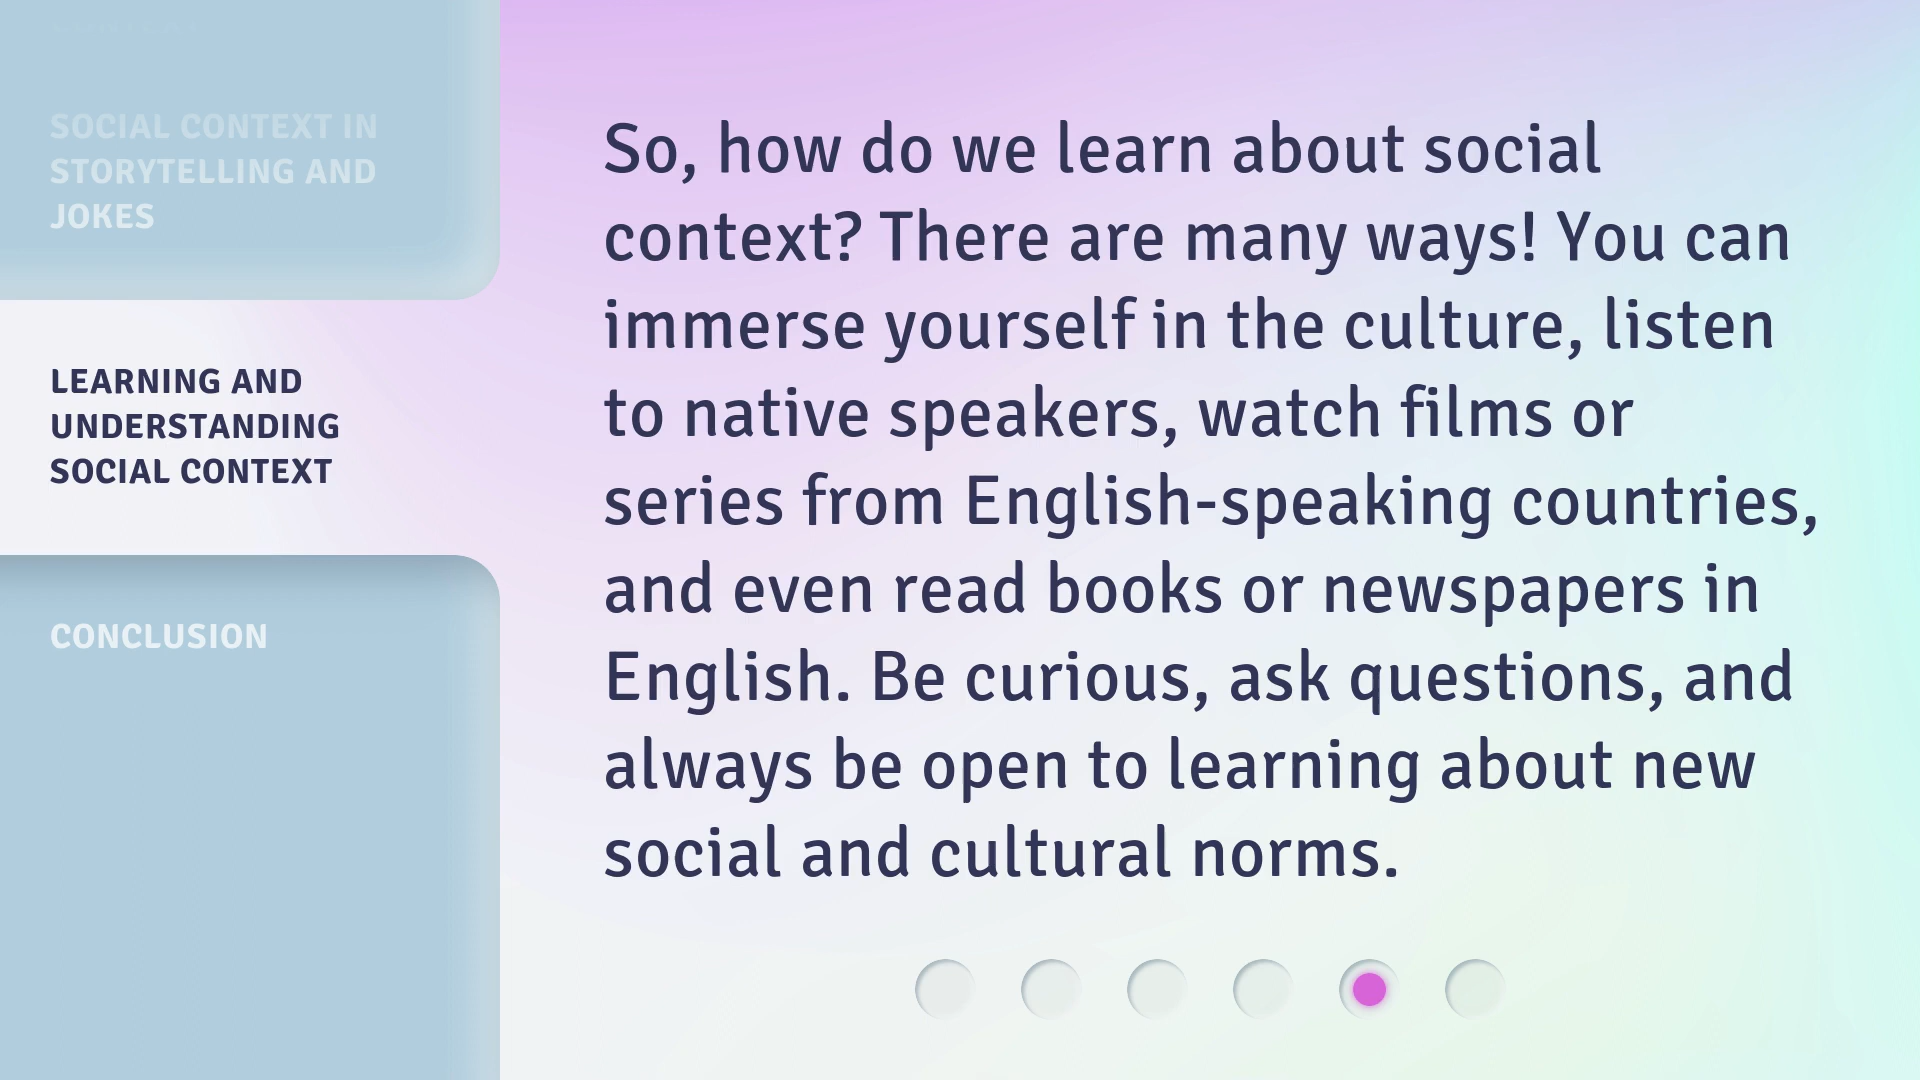 SOCIAL CONTEXT IN
STORYTELLING AND
JOKES
LEARNING AND
UNDERSTANDING
SOCIAL CONTEXT
CONCLUSION
So, how do we learn about social
context? There are many ways! You can
immerse yourself in the culture, listen
to native speakers, watch films or
series from English-speaking countries,
and even read books or newspapers in
English. Be curious, ask questions, and
always be open to learning about new
social and cultural norms.